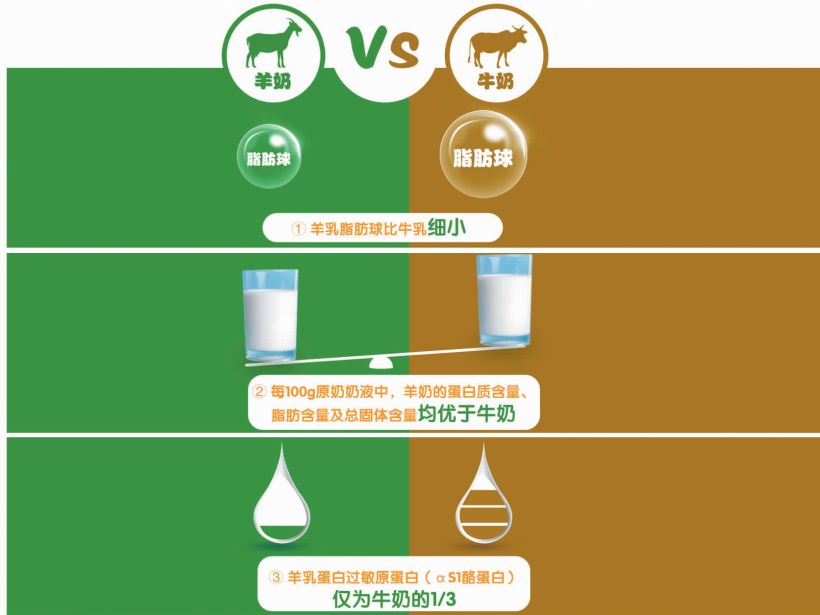 羊奶
Vs
牛奶
脂肪球
脂肪球
① 羊乳脂肪球比牛乳细小
② 每100g原奶奶液中，羊奶的蛋白质含量、
脂肪含量及总固体含量均优于牛奶
③ 羊乳蛋白过敏原蛋白（αS1酪蛋白）
仅为牛奶的1/3